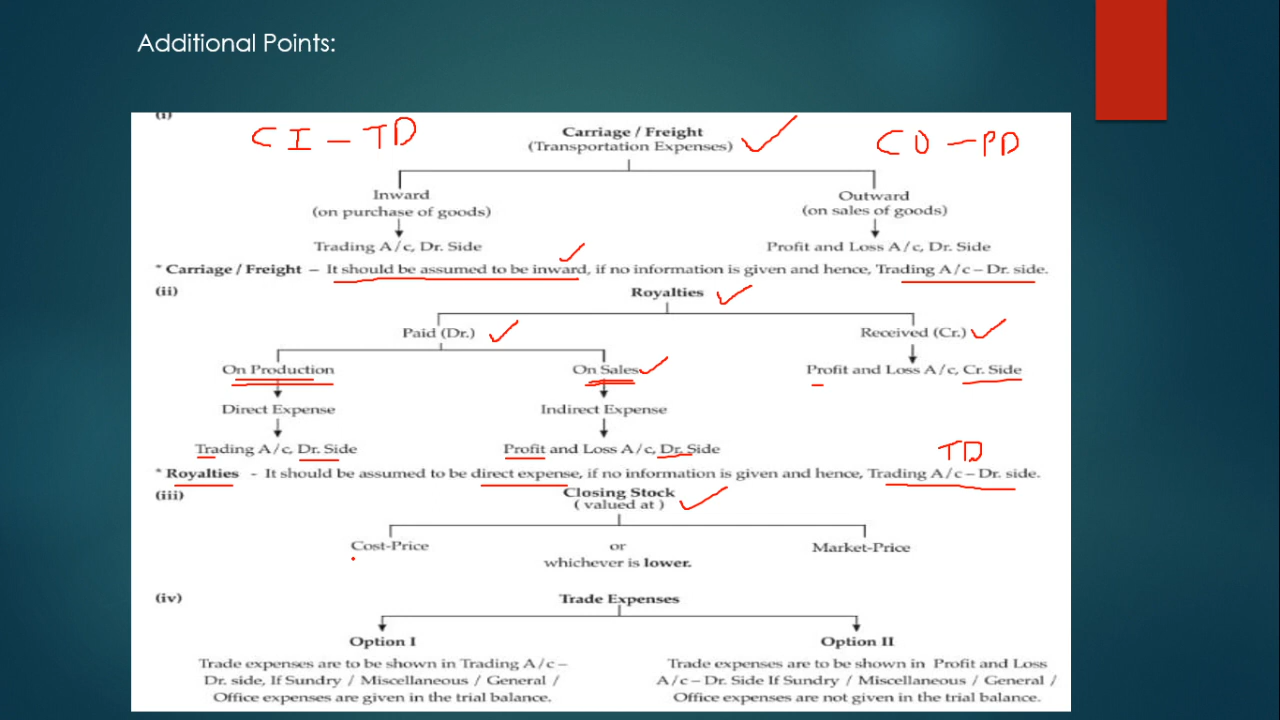 Additional Points:
(i)
CI - TD
Carriage / Freight
(Transportation Expenses)
CO - PD
Inward
(on purchase of goods)
Outward
(on sales of goods)
Trading A/c, Dr. Side
Profit and Loss A/c, Dr. Side
* Carriage / Freight – It should be assumed to be inward, if no information is given and hence, Trading A/c – Dr. side.
(ii)
Royalties
Paid (Dr.)
Received (Cr.)
On Production
On Sales
Profit and Loss A/c, Cr. Side
Direct Expense
Indirect Expense
Trading A/c, Dr. Side
Profit and Loss A/c, Dr. Side
TD
* Royalties - It should be assumed to be direct expense, if no information is given and hence, Trading A/c – Dr. side.
(iii)
Closing Stock
( valued at )
Cost-Price
or
Market-Price
whichever is lower.
(iv)
Trade Expenses
Option I
Option II
Trade expenses are to be shown in Trading A/c –
Dr. side, If Sundry / Miscellaneous / General /
Office expenses are given in the trial balance.
Trade expenses are to be shown in Profit and Loss
A/c – Dr. Side If Sundry / Miscellaneous / General /
Office expenses are not given in the trial balance.